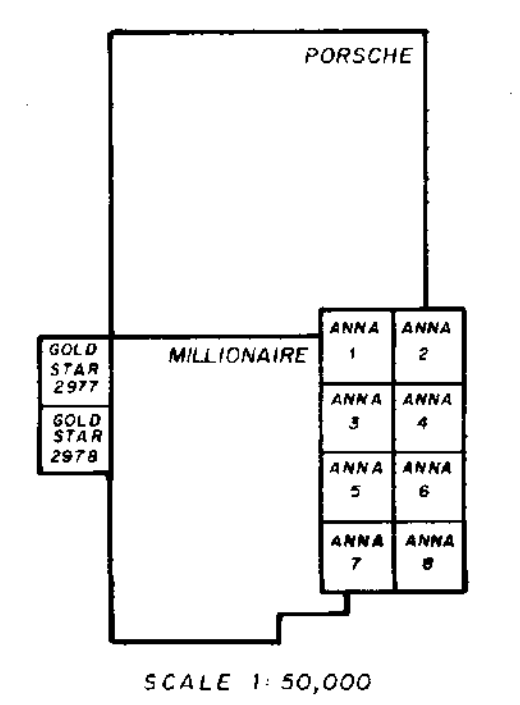 PORSCHE
MILLIONAIRE
GOLD
STAR
2977
GOLD
STAR
2978
ANNA
1
ANNA
2
ANNA
3
ANNA
4
ANNA
5
ANNA
6
ANNA
7
ANNA
8
SCALE 1:50,000